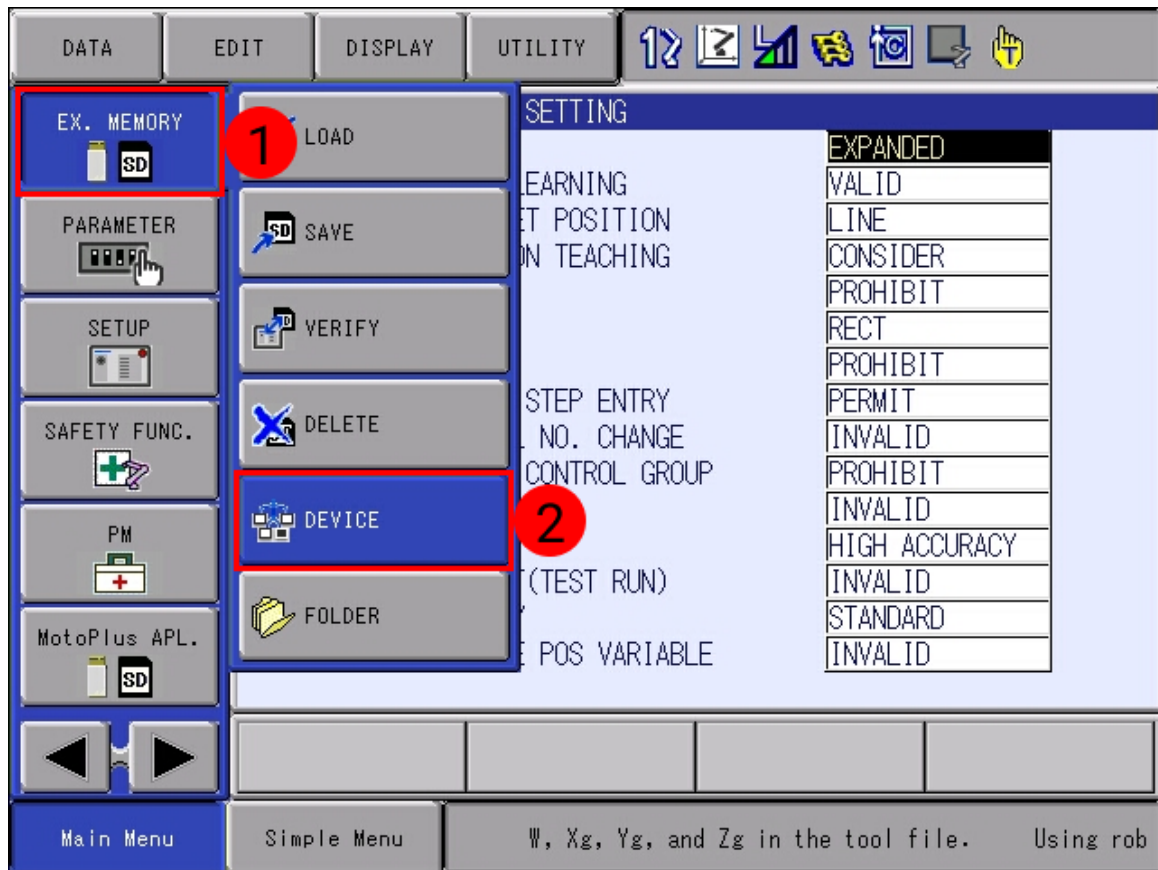 DATA
EDIT
DISPLAY
UTILITY
EX. MEMORY
SD
1
LOAD
SD SAVE
VERIFY
DELETE
DEVICE
2
FOLDER
PARAMETER
SETUP
SAFETY FUNC.
PM
MotoPlus APL.
SD
SETTING
EXPANDED
LEARNING VALID
POSITION LINE
TEACHING CONSIDER
PROHIBIT
RECT
PROHIBIT
STEP ENTRY PERMIT
NO. CHANGE INVALID
CONTROL GROUP PROHIBIT
INVALID
HIGH ACCURACY
(TEST RUN) INVALID
STANDARD
POS VARIABLE INVALID
Main Menu
Simple Menu
W, Xg, Yg, and Zg in the tool file. Using rob